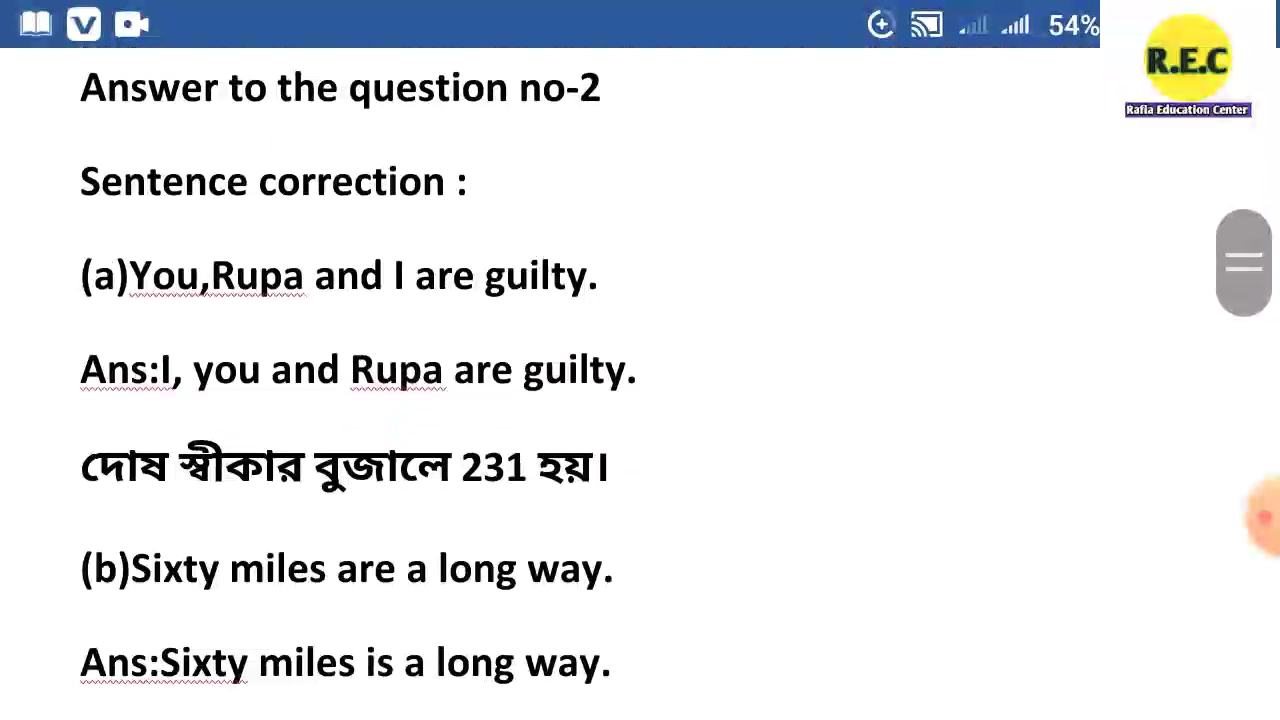 54%
R.E.C
Rafia Education Center
Answer to the question no-2
Sentence correction :
(a)You,Rupa and I are guilty.
Ans:I, you and Rupa are guilty.
দোষ স্বীকার বুজালে 231 হয়।
(b)Sixty miles are a long way.
Ans:Sixty miles is a long way.